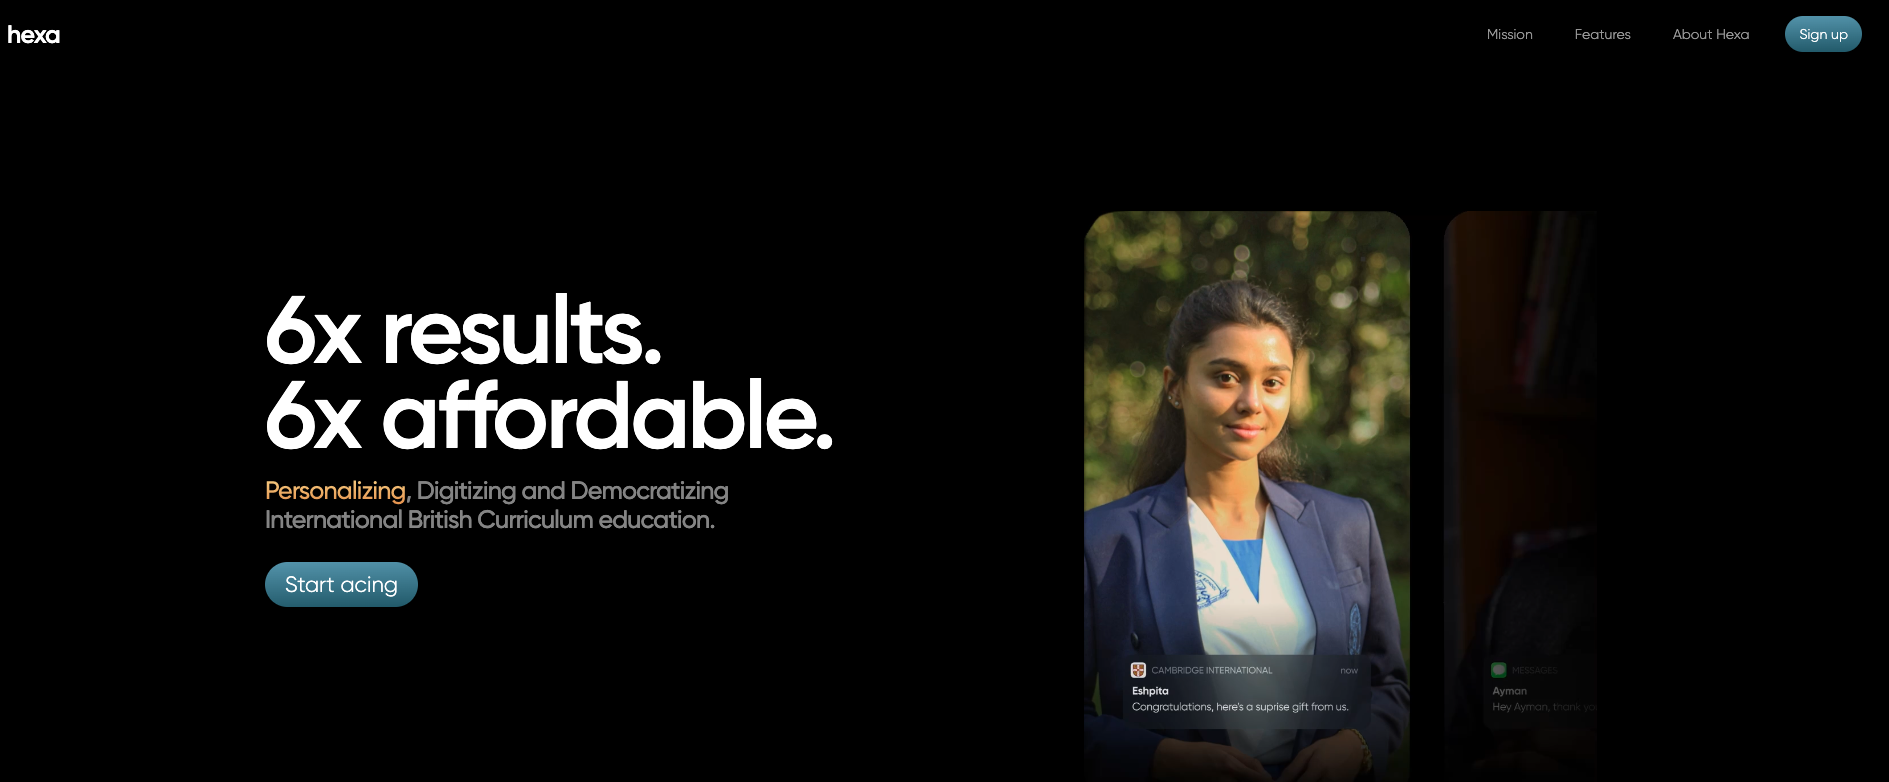 hexa
Mission
Features
About Hexa
Sign up
6x results.
6x affordable.
Personalizing, Digitizing and Democratizing
International British Curriculum education.
Start acing
CAMBRIDGE INTERNATIONAL
now
Eshpita
Congratulations, here's a suprise gift from us.
MESSAGES
Ayman
Hey Ayman, thank